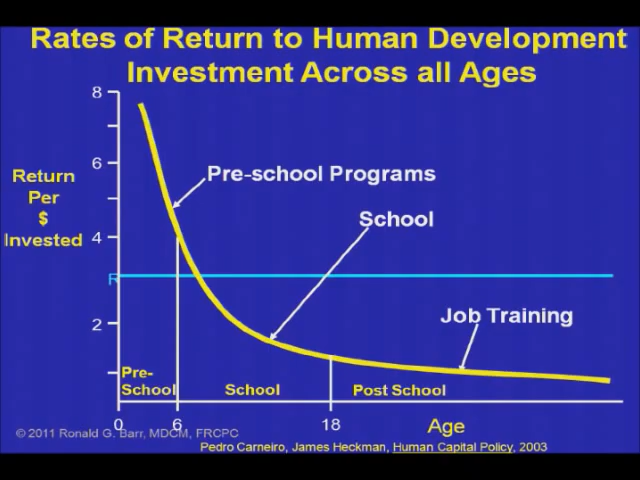 Rates of Return to Human Development
Investment Across all Ages
8
6
4
2
Return
Per
$
Invested
R
Pre-school Programs
School
Job Training
Pre-
School
School
Post School
0
6
18
Age
© 2011 Ronald G. Barr, MDCM, FRCPC
Pedro Carneiro, James Heckman, Human Capital Policy, 2003